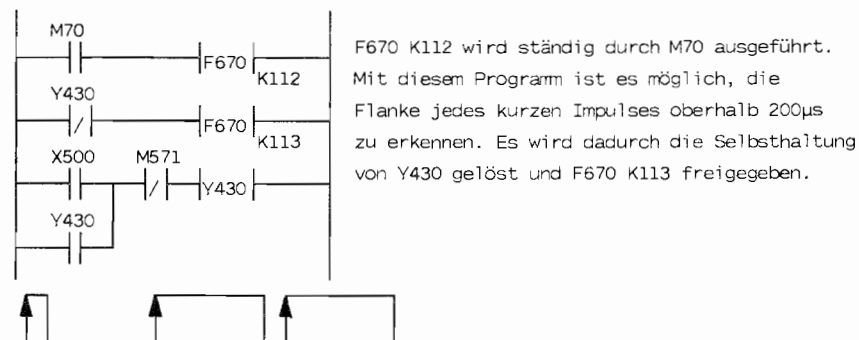 M70
F670
K112
Y430
F670
K113
X500 M571
Y430
Y430
F670 K112 wird ständig durch M70 ausgeführt.
Mit diesem Programm ist es möglich, die
Flanke jedes kurzen Impulses oberhalb 200µs
zu erkennen. Es wird dadurch die Selbsthaltung
von Y430 gelöst und F670 K113 freigegeben.